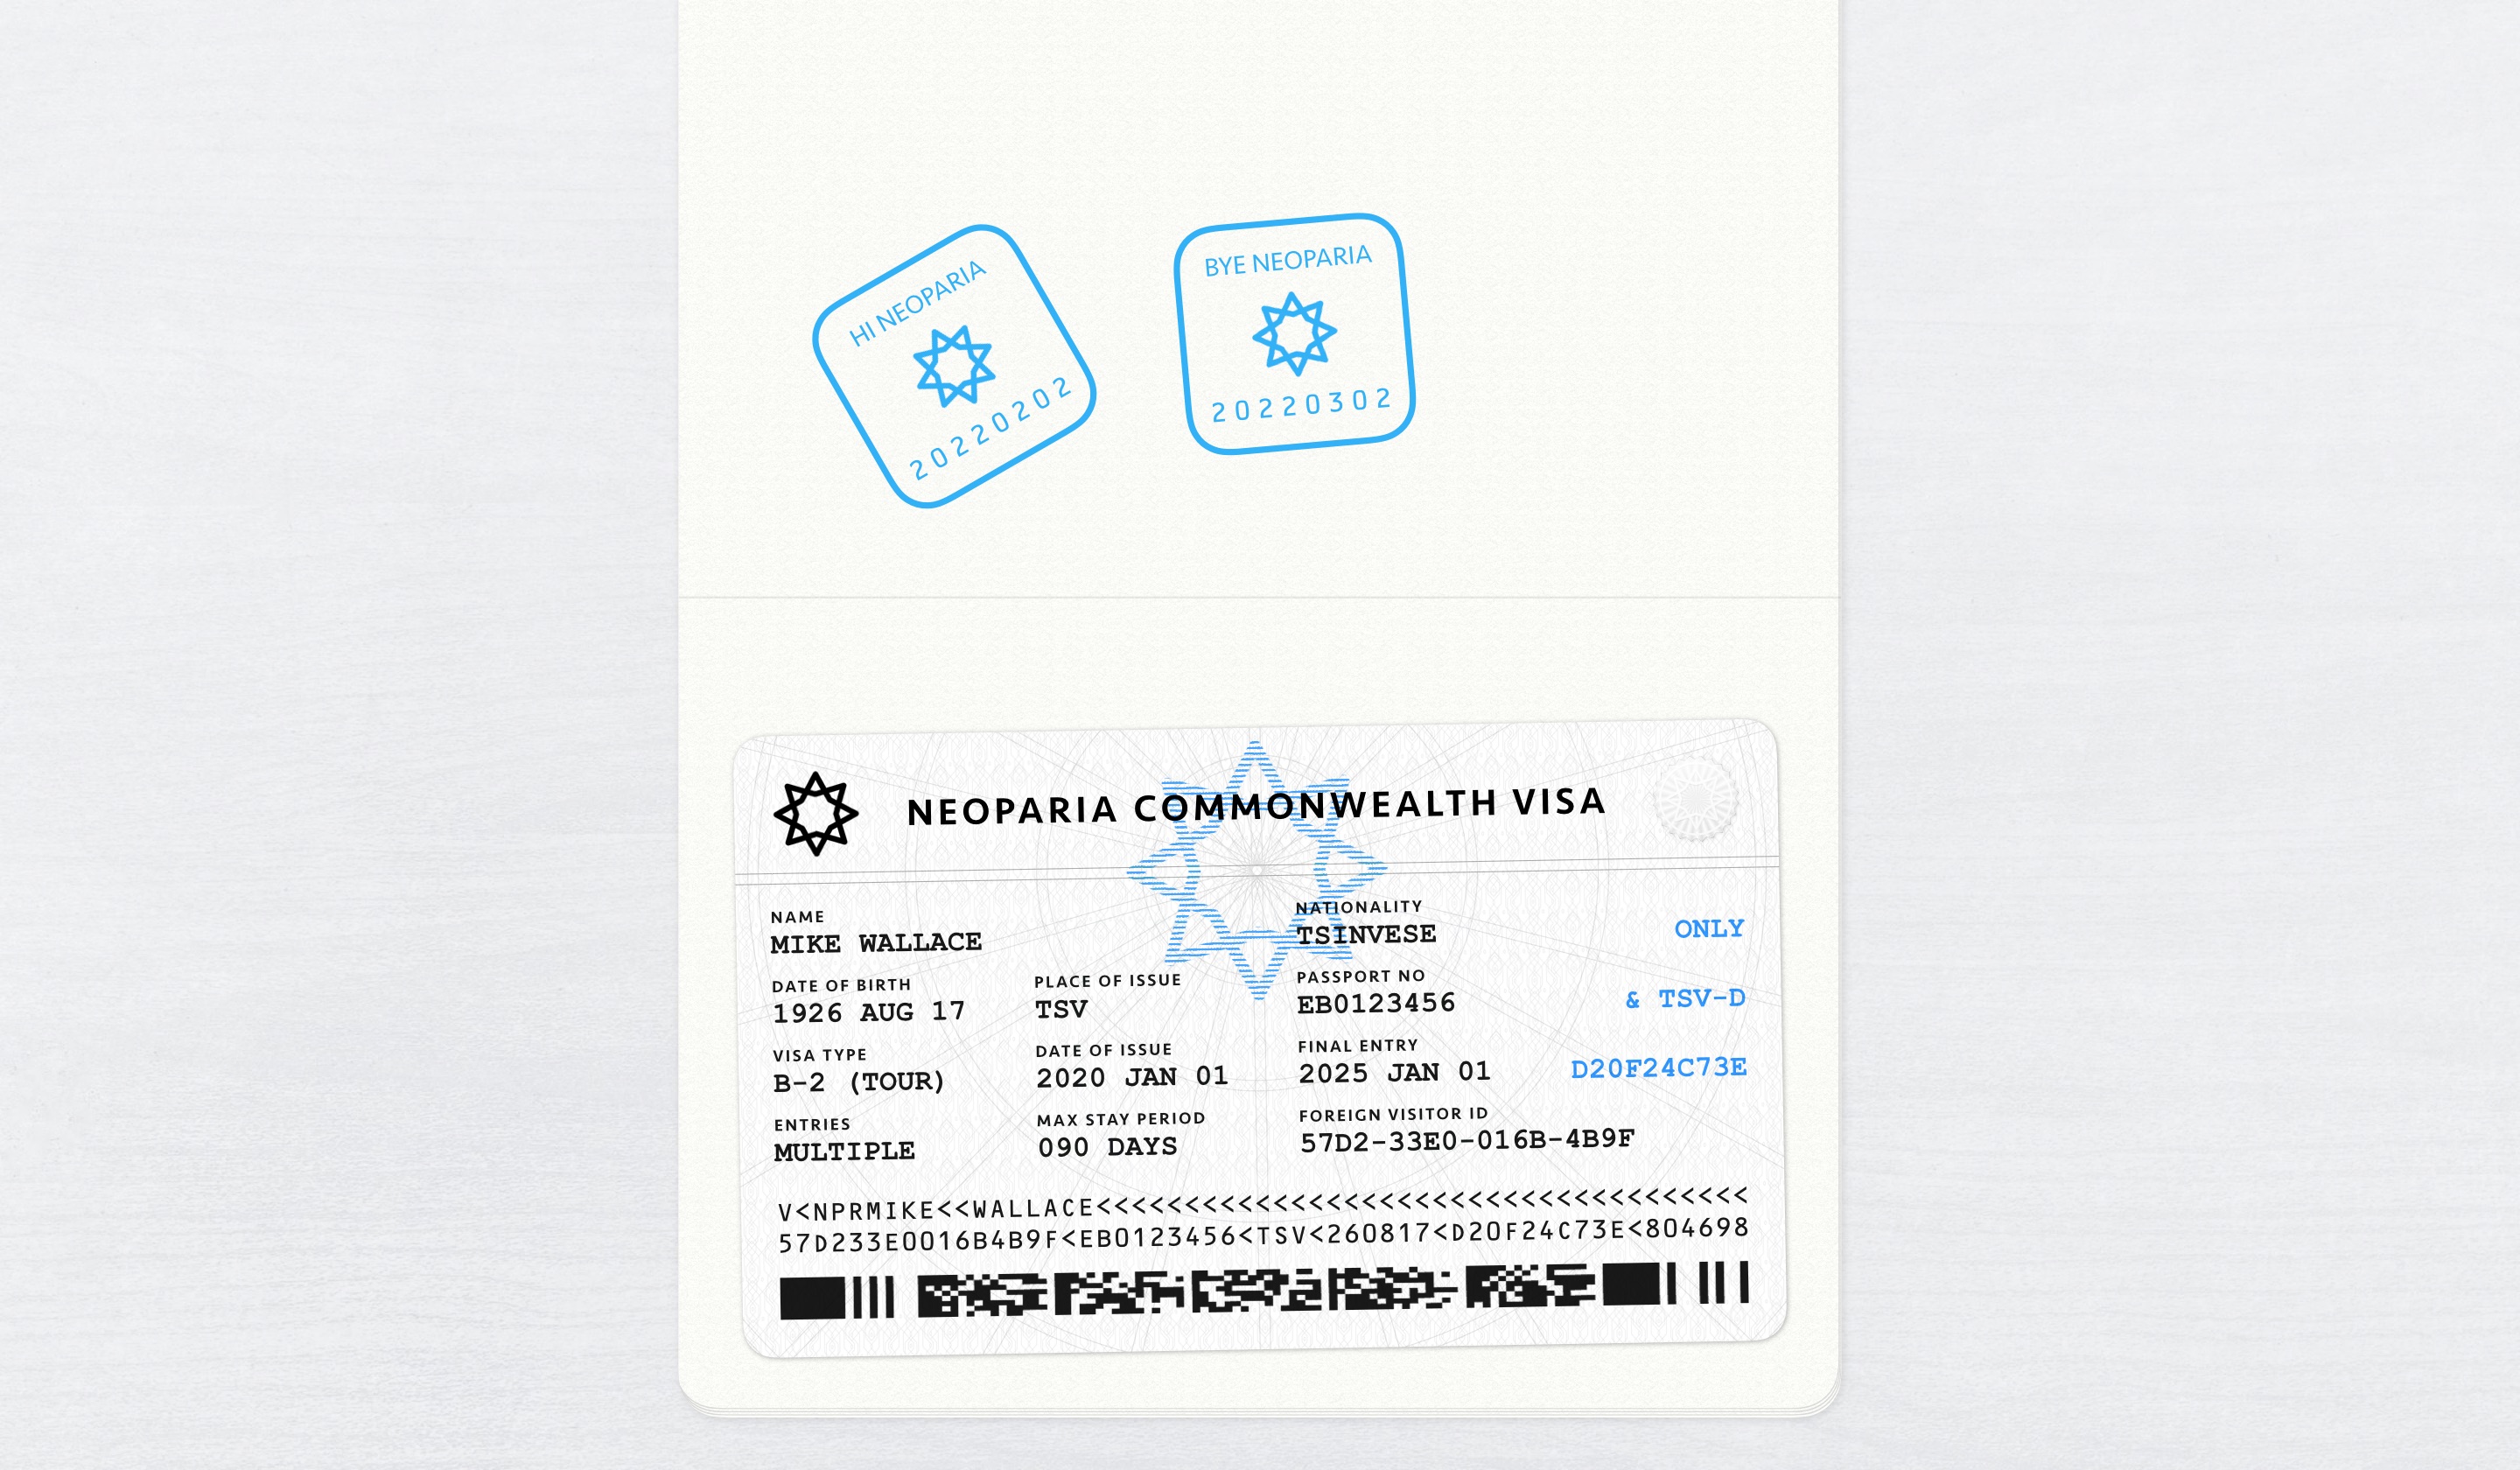 HI NEOPARIA
20220202
BYE NEOPARIA
20220302
NEOPARIA COMMONWEALTH VISA
NAME
MIKE WALLACE
NATIONALITY
TSINVESE
ONLY
DATE OF BIRTH
1926 AUG 17
PLACE OF ISSUE
TSV
PASSPORT NO
EB0123456
& TSV-D
VISA TYPE
B-2 (TOUR)
DATE OF ISSUE
2020 JAN 01
FINAL ENTRY
2025 JAN 01
D20F24C73E
ENTRIES
MULTIPLE
MAX STAY PERIOD
090 DAYS
FOREIGN VISITOR ID
57D2-33E0-016B-4B9F
V<NPRMIKE<<WALLACE<<<<<<<<<<<<<<<<<<<<<<<<<<<<<<<<<<<<<
57D233E0016B4B9F<EB0123456<TSV<260817<D20F24C73E<804698